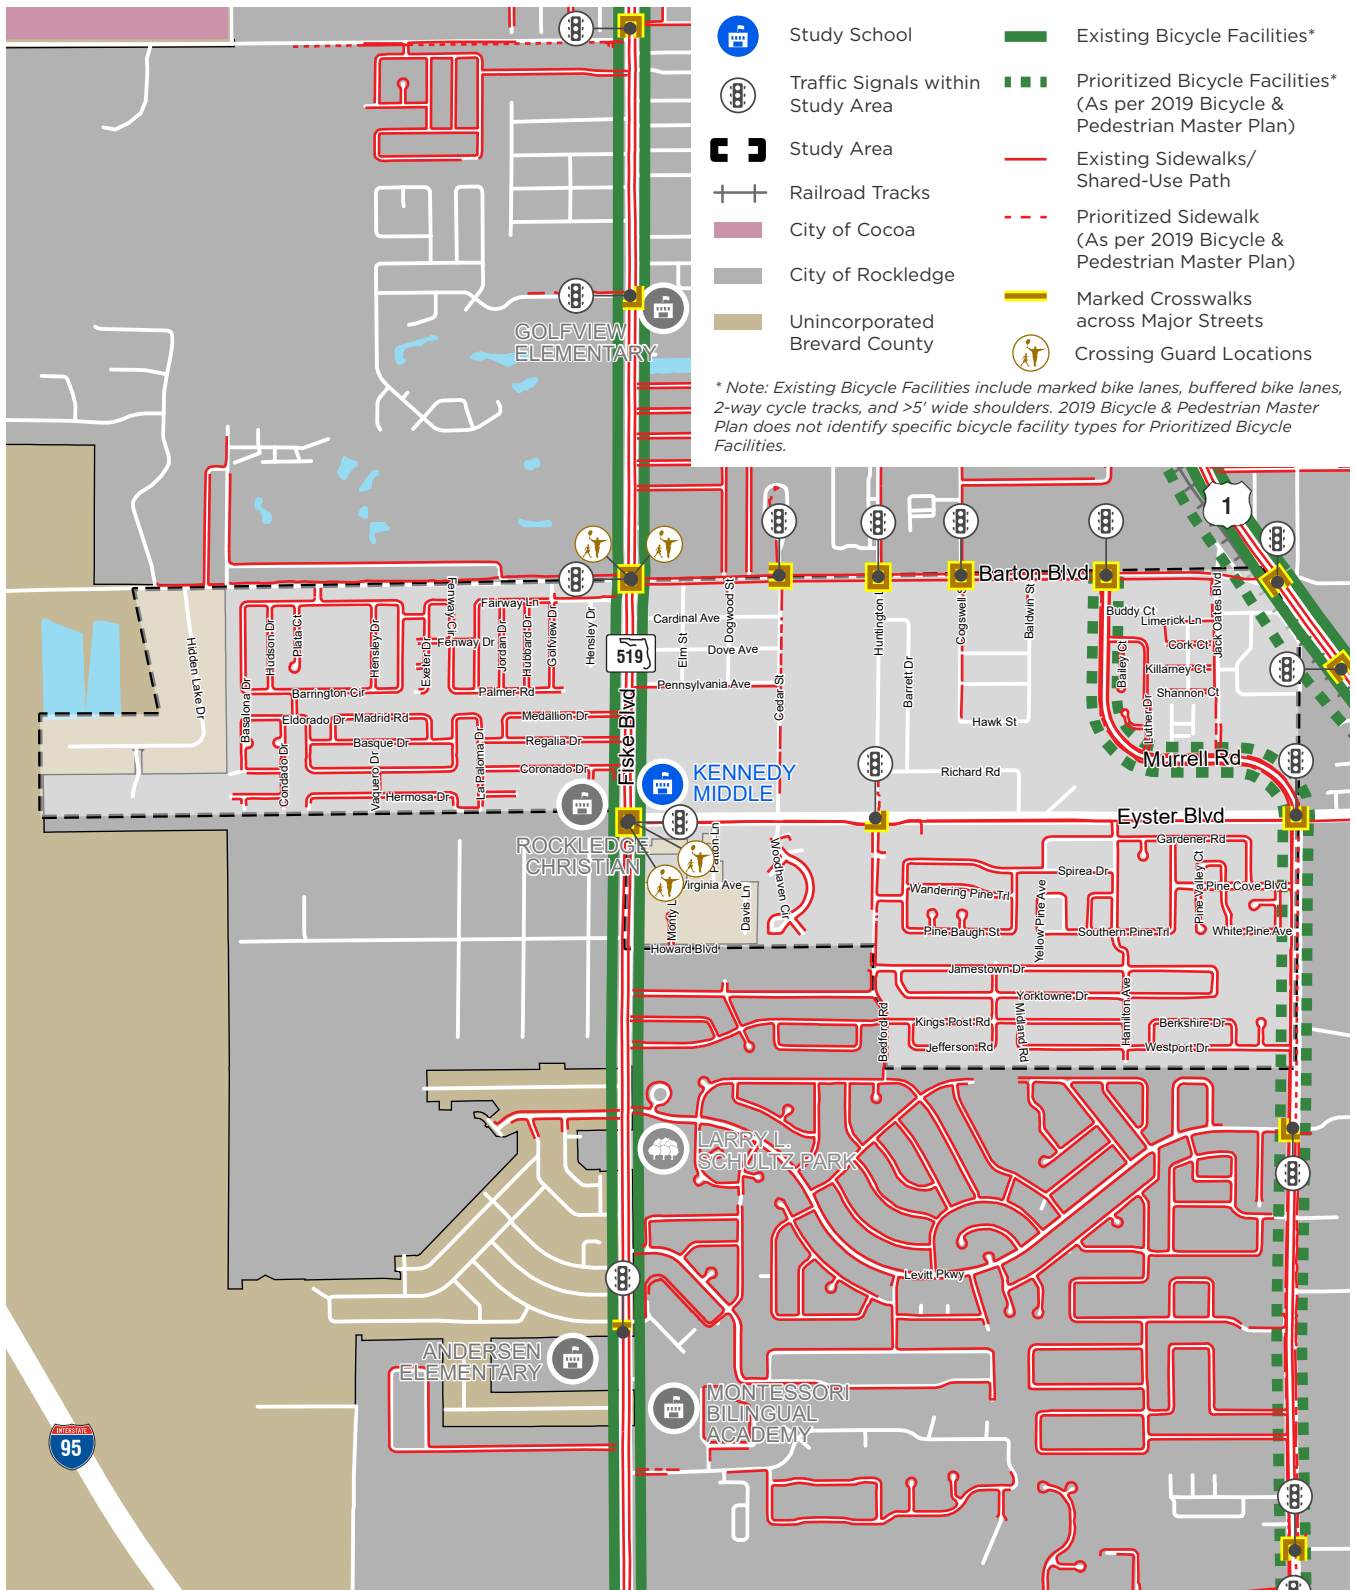 Study School
Traffic Signals within
Study Area
Study Area
Railroad Tracks
City of Cocoa
City of Rockledge
Unincorporated
Brevard County
Existing Bicycle Facilities*
Prioritized Bicycle Facilities*
(As per 2019 Bicycle &
Pedestrian Master Plan)
Existing Sidewalks/
Shared-Use Path
Prioritized Sidewalk
(As per 2019 Bicycle &
Pedestrian Master Plan)
Marked Crosswalks
across Major Streets
Crossing Guard Locations
* Note: Existing Bicycle Facilities include marked bike lanes, buffered bike lanes,
2-way cycle tracks, and >5' wide shoulders. 2019 Bicycle & Pedestrian Master
Plan does not identify specific bicycle facility types for Prioritized Bicycle
Facilities.
GOLFVIEW
ELEMENTARY
1
Barton Blvd
519
Fiske Blvd
Hidden Lake Dr
Hudson Dr
Plata Ct
Hensley Dr
Exeter Dr
Fenway Cir
Fenway Dr
Fairway Ln
Jordan Dr
Hubbard Dr
Golfview Dr
Hensley Dr
Basalona Dr
Barrington Cir
Palmer Rd
Eldorado Dr
Madrid Rd
Medallion Dr
Basque Dr
Regalia Dr
Condado Dr
Vaquero Dr
La Paloma Dr
Coronado Dr
Hermosa Dr
Cardinal Ave
Elm St
Dogwood St
Dove Ave
Pennsylvania Ave
Cedar St
Barrett Dr
Cogswell S
Baldwin St
Hawk St
Richard Rd
Buddy Ct
Limerick Ln
Jack Oates Blvd
Cork Ct
Bailey Ct
Killarney Ct
Shannon Ct
Luther Dr
Murrell Rd
KENNEDY
MIDDLE
ROCKLEDGE
CHRISTIAN
Eyster Blvd
Virginia Ave
Davis Ln
Howard Blvd
Woodhaven Cir
Gardener Rd
Spirea Dr
Wandering Pine Trl
Yellow Pine Ave
Pine Valley Ct
Pine Cove Blvd
Pine Baugh St
Southern Pine Trl
White Pine Ave
Jamestown Dr
Yorktowne Dr
Bedford Rd
Kings Post Rd
Midland Rd
Hamilton Ave
Berkshire Dr
Jefferson Rd
Westport Dr
LARRY L.
SCHULTZ PARK
Levitt Pkwy
ANDERSEN
ELEMENTARY
MONTESSORI
BILINGUAL
ACADEMY
INTERSTATE
95